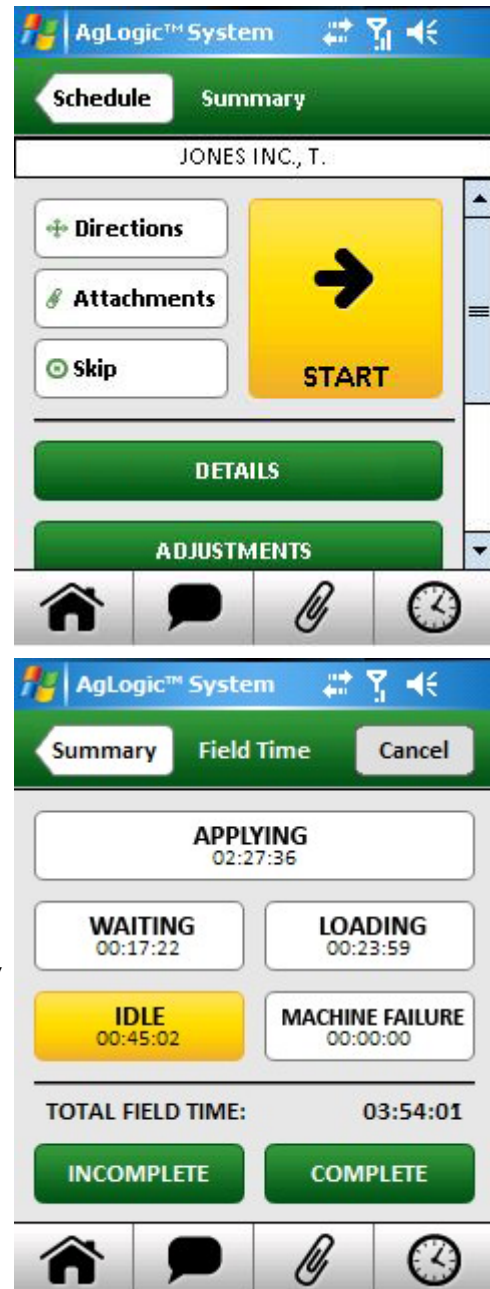 AgLogic™ System
Schedule Summary
JONES INC., T.
Directions
Attachments
Skip
START
DETAILS
ADJUSTMENTS
AgLogic™ System
Summary Field Time Cancel
APPLYING
02:27:36
WAITING LOADING
00:17:22 00:23:59
IDLE MACHINE FAILURE
00:45:02 00:00:00
TOTAL FIELD TIME: 03:54:01
INCOMPLETE COMPLETE